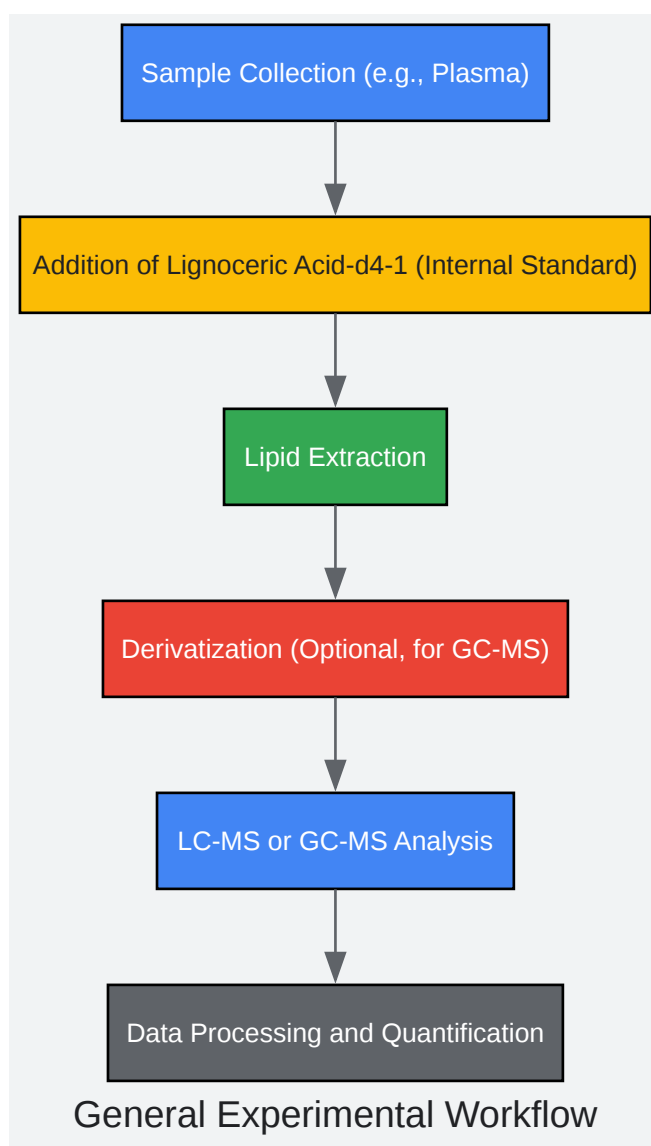 Sample Collection (e.g., Plasma)
Addition of Lignoceric Acid-d4-1 (Internal Standard)
Lipid Extraction
Derivatization (Optional, for GC-MS)
LC-MS or GC-MS Analysis
Data Processing and Quantification
General Experimental Workflow